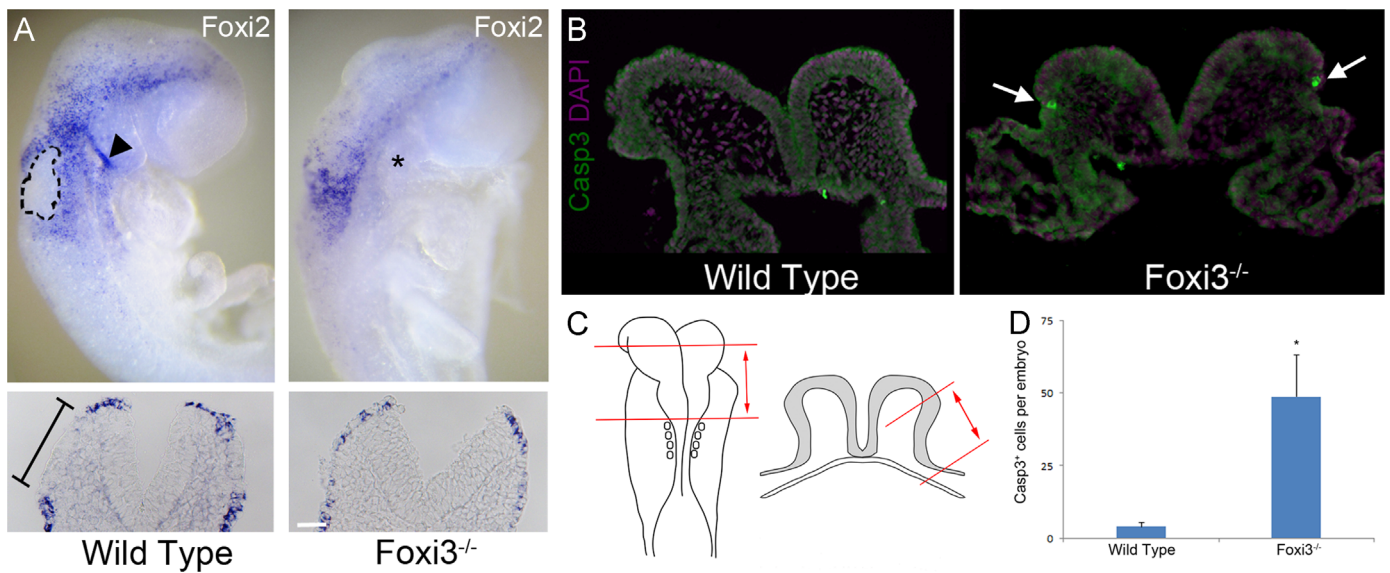 A
Foxi2
Foxi2
*
Wild Type
Foxi3-/-
B
Casp3 DAPI
Wild Type
Foxi3-/-
C
D
Casp3+ cells per embryo
75
50
25
0
*
Wild Type
Foxi3-/-